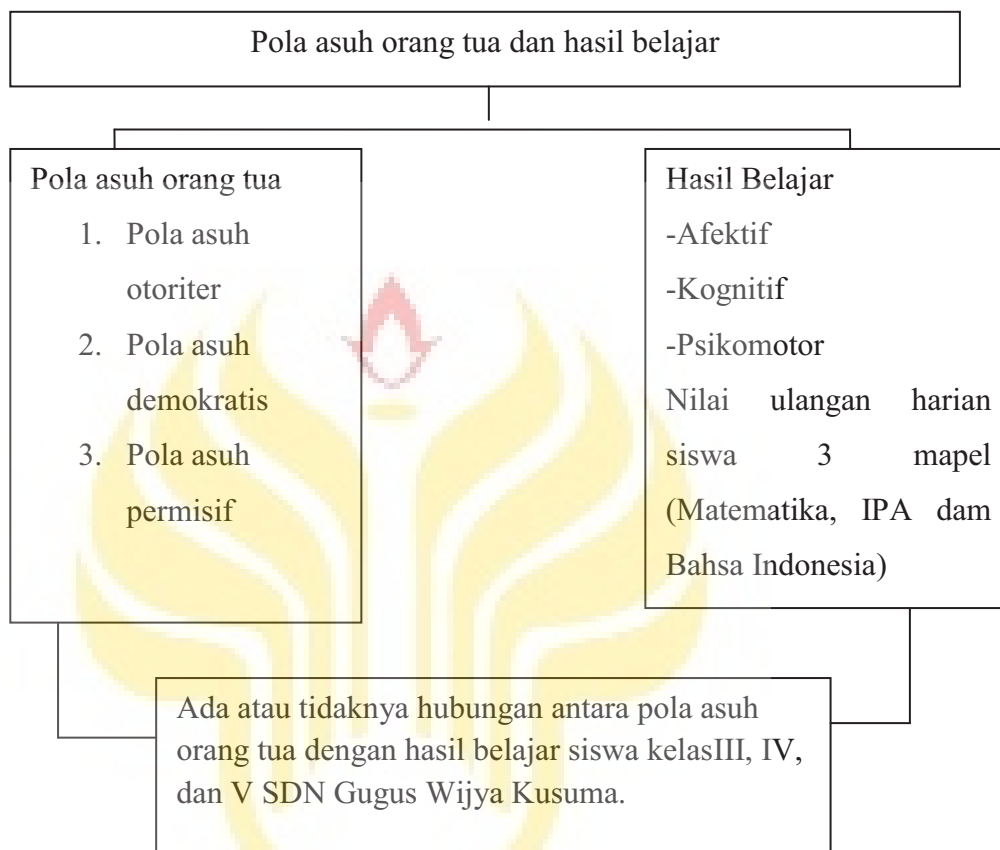 Pola asuh orang tua dan hasil belajar
Pola asuh orang tua
1. Pola asuh
otoriter
2. Pola asuh
demokratis
3. Pola asuh
permisif
Hasil Belajar
-Afektif
-Kognitif
-Psikomotor
Nilai ulangan harian
siswa 3 mapel
(Matematika, IPA dam
Bahsa Indonesia)
Ada atau tidaknya hubungan antara pola asuh
orang tua dengan hasil belajar siswa kelasIII, IV,
dan V SDN Gugus Wijya Kusuma.